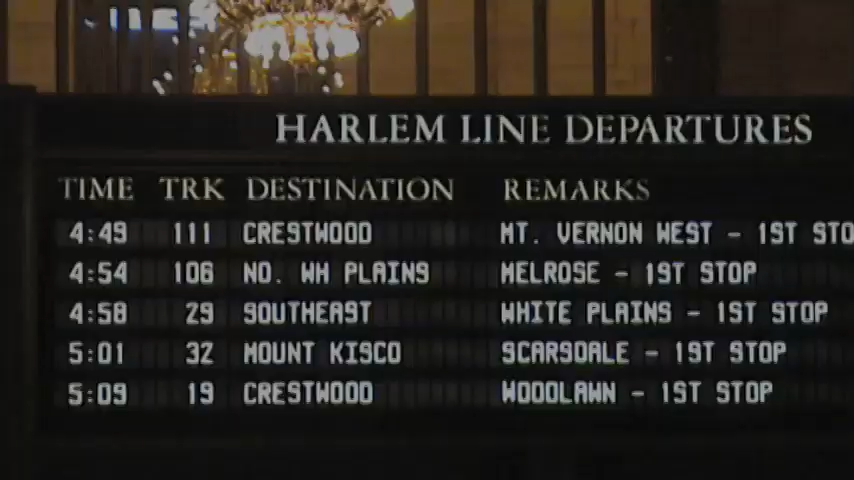 HARLEM LINE DEPARTURES
TIME TRK DESTINATION REMARKS
4:49 111 CRESTWOOD MT. VERNON WEST - 1ST STO
4:54 106 NO. WH PLAINS MELROSE - 1ST STOP
4:58 29 SOUTHEAST WHITE PLAINS - 1ST STOP
5:01 32 MOUNT KISCO SCARSDALE - 1ST STOP
5:09 19 CRESTWOOD WOODLAWN - 1ST STOP